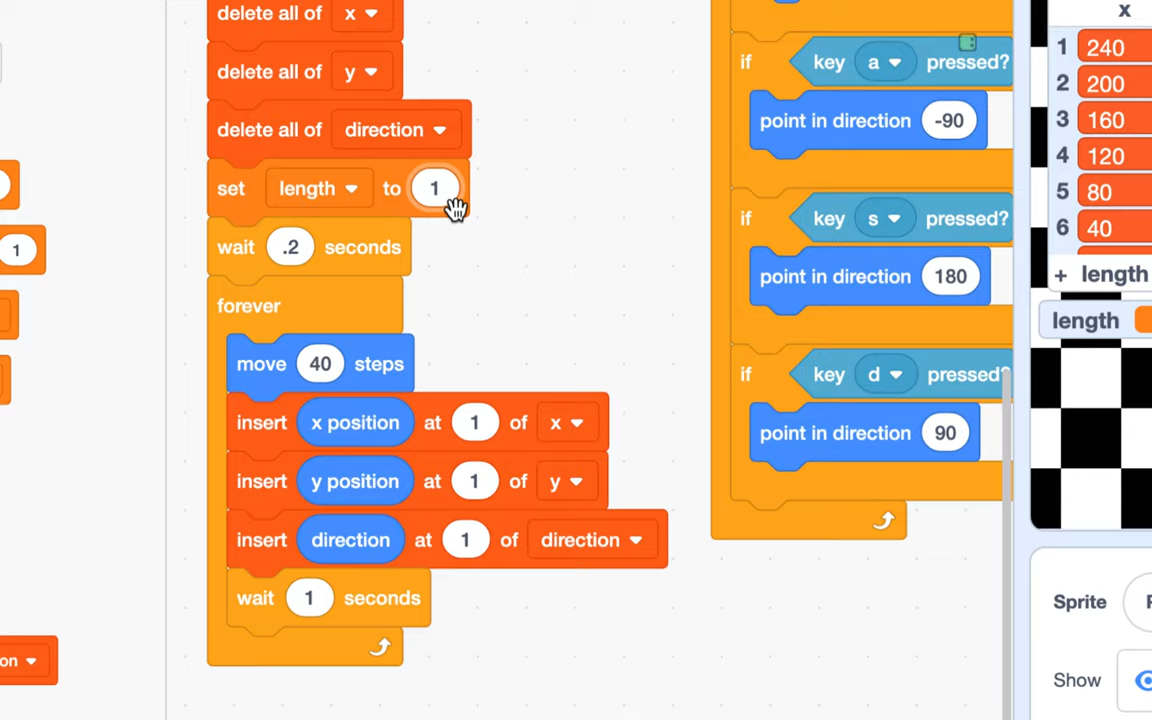 delete all of x
delete all of y
delete all of direction
set length to 1
wait .2 seconds
forever
move 40 steps
insert x position at 1 of x
insert y position at 1 of y
insert direction at 1 of direction
wait 1 seconds
1
on
if key a pressed?
point in direction -90
if key s pressed?
point in direction 180
if key d pressed?
point in direction 90
x
1 240
2 200
3 160
4 120
5 80
6 40
+ length
length
Sprite
Show